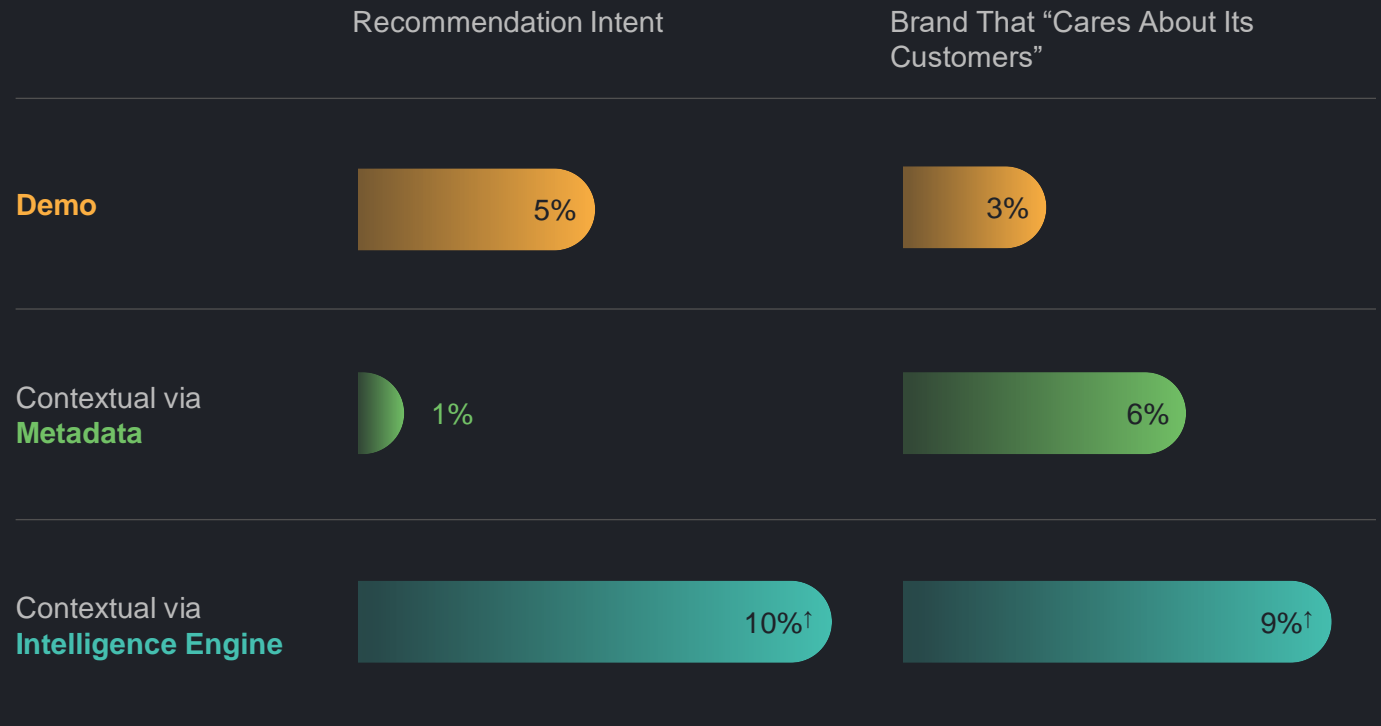 Recommendation Intent
Brand That “Cares About Its
Customers”
Demo
5%
3%
Contextual via
Metadata
1%
6%
Contextual via
Intelligence Engine
10%↑
9%↑